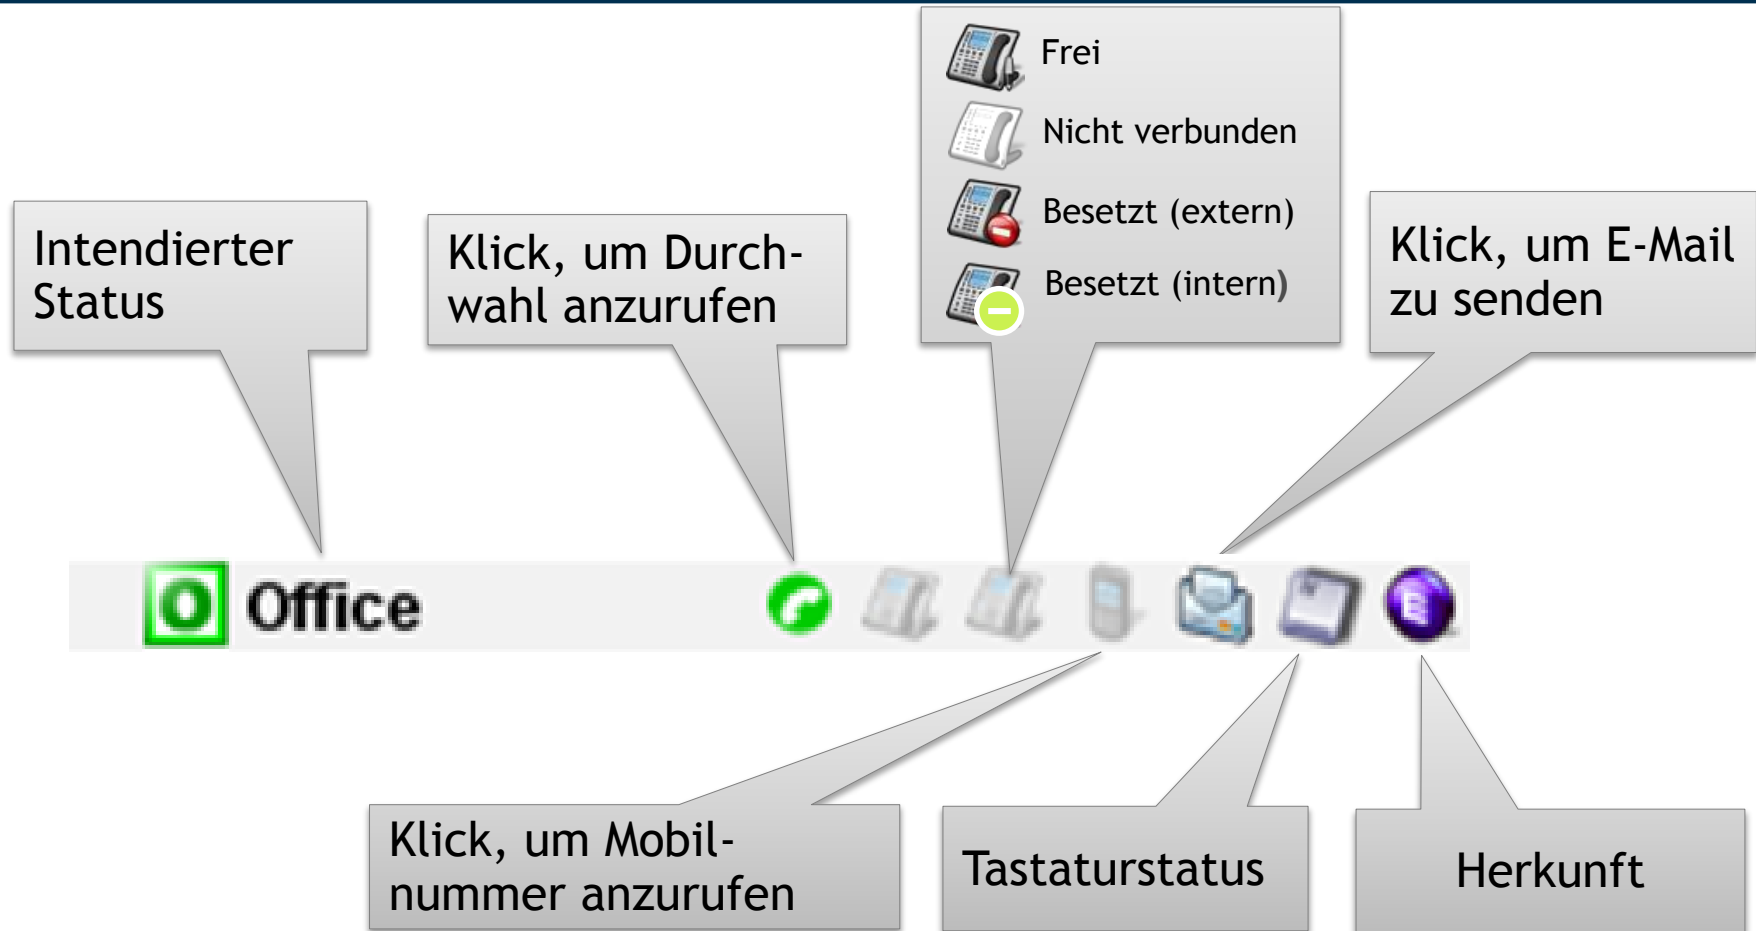 Frei
Nicht verbunden
Besetzt (extern)
Besetzt (intern)
Intendierter
Status
Klick, um Durch-
wahl anzurufen
Klick, um E-Mail
zu senden
O Office
Klick, um Mobil-
nummer anzurufen
Tastaturstatus
Herkunft